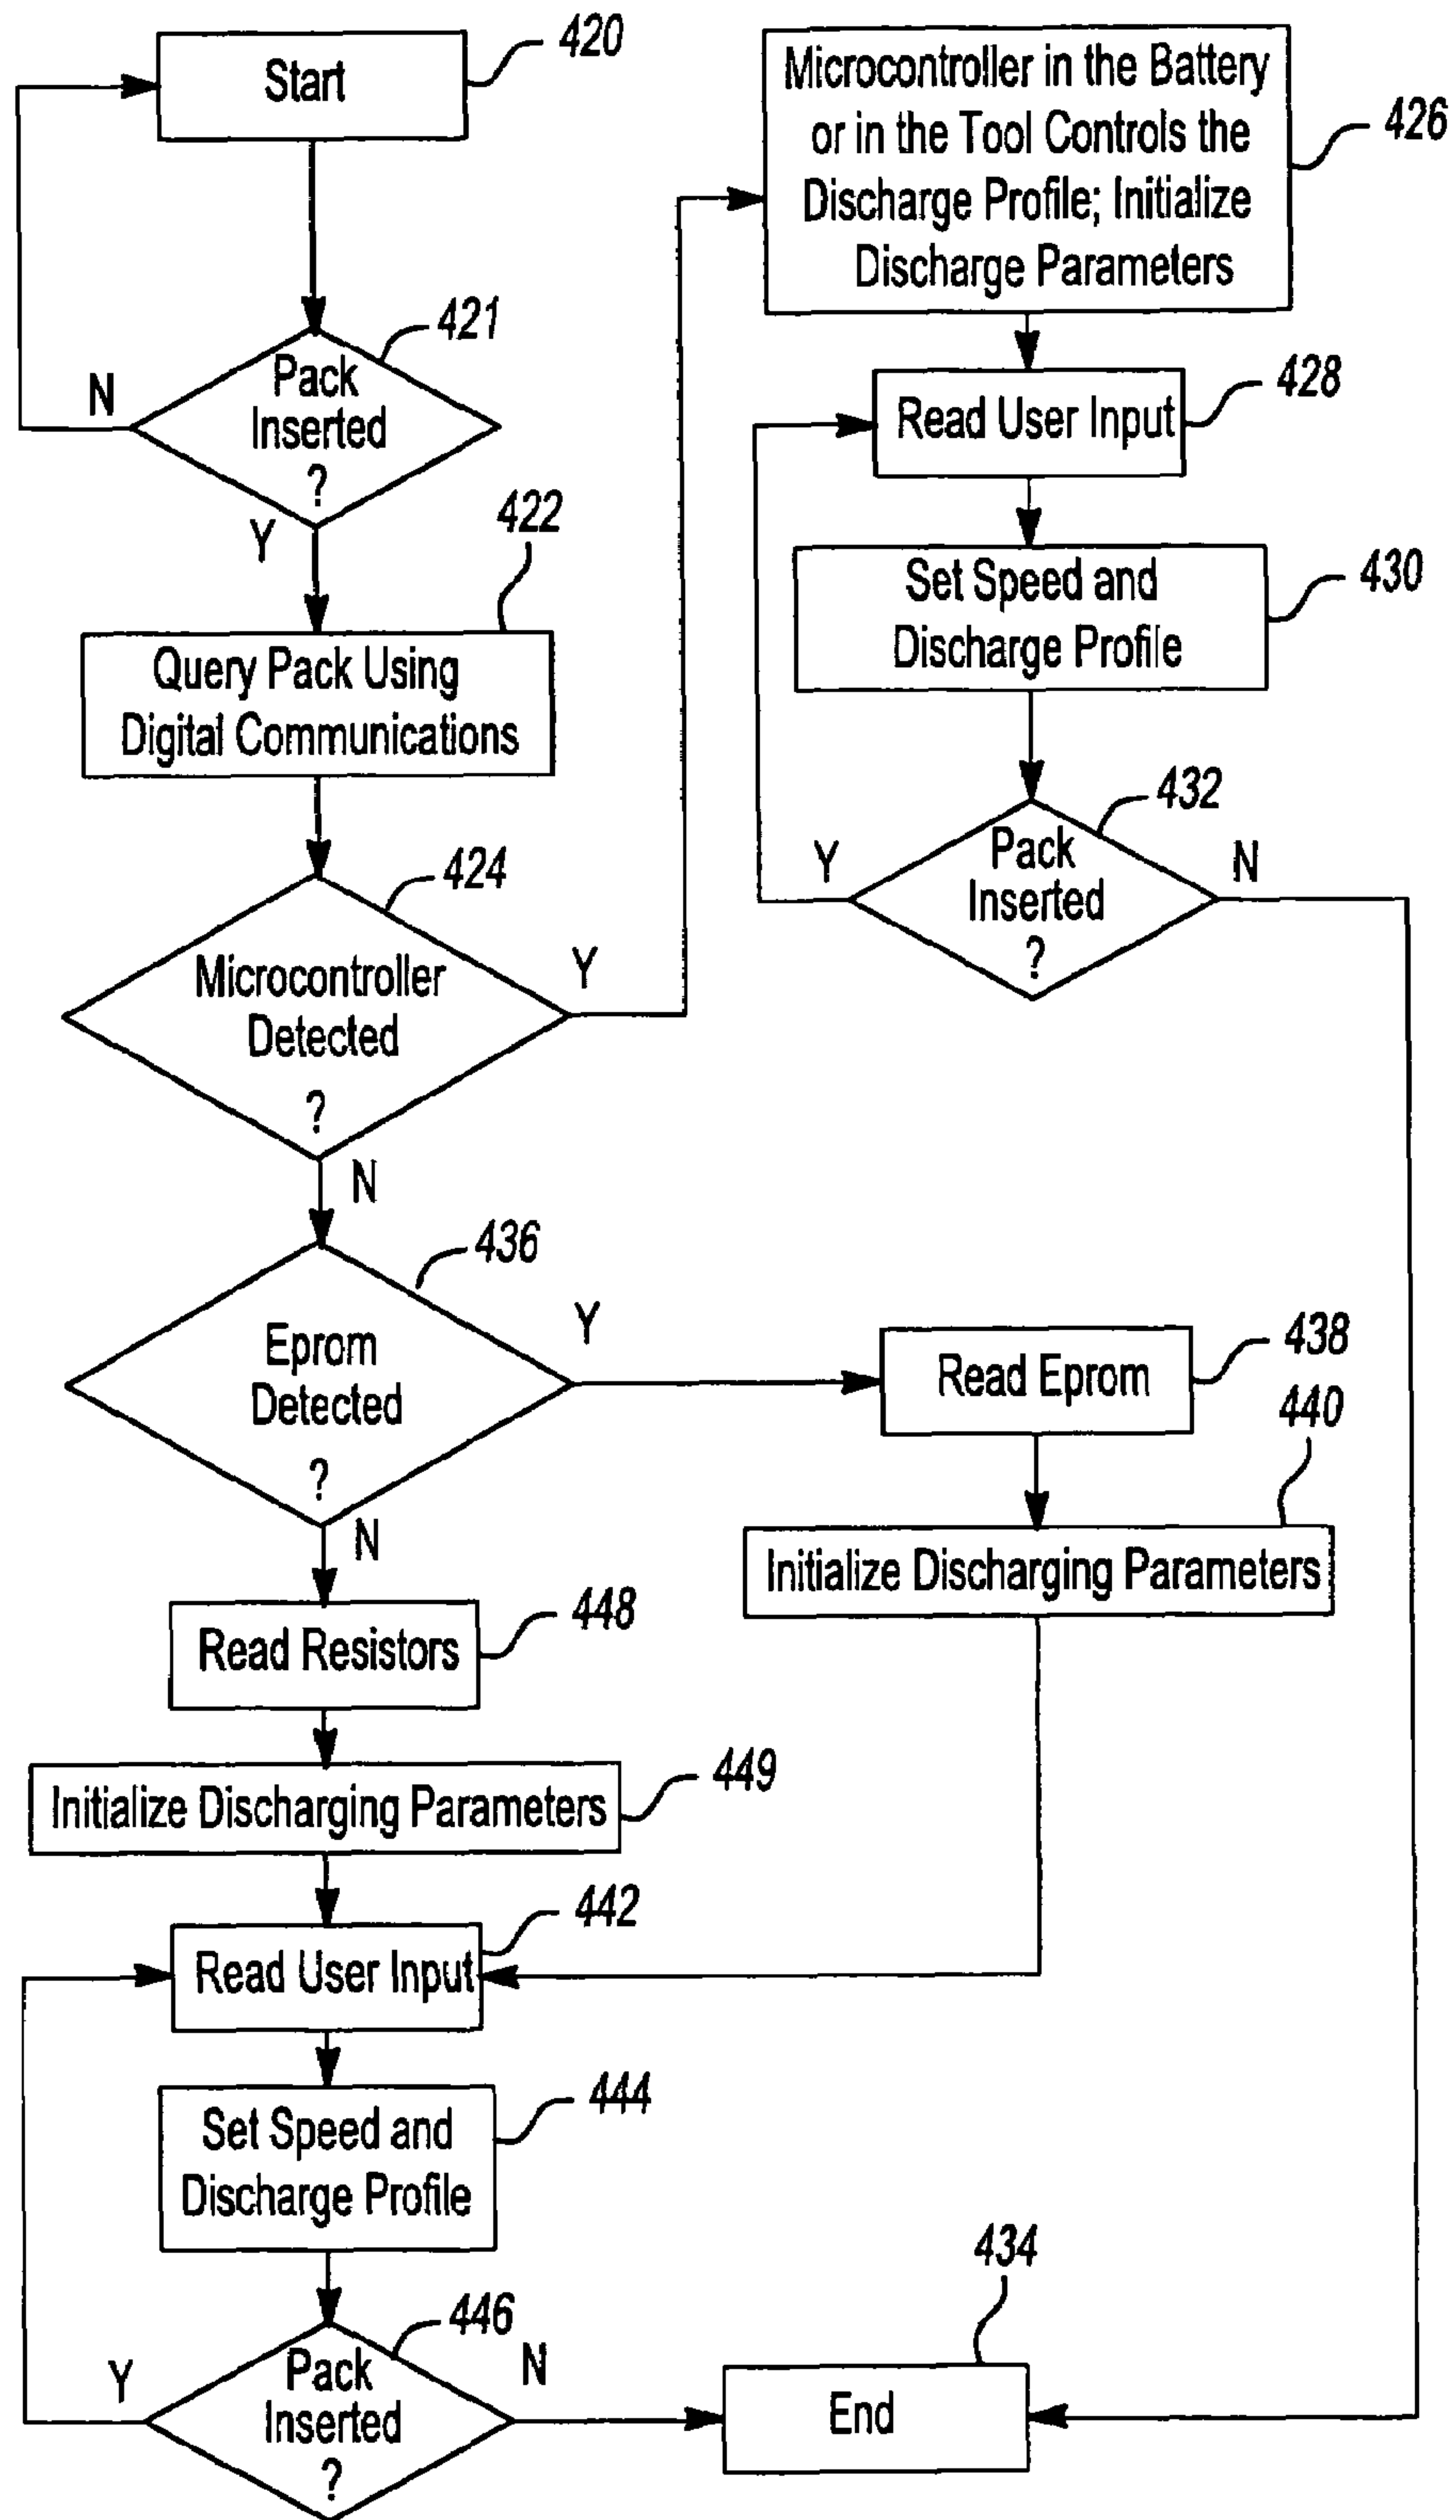 420
Start
421
Pack
Inserted
?
N
Y
422
Query Pack Using
Digital Communications
424
Microcontroller
Detected
?
Y
N
426
Microcontroller in the Battery
or in the Tool Controls the
Discharge Profile; Initialize
Discharge Parameters
428
Read User Input
430
Set Speed and
Discharge Profile
432
Pack
Inserted
?
Y
N
436
Eprom
Detected
?
Y
N
438
Read Eprom
440
Initialize Discharging Parameters
448
Read Resistors
449
Initialize Discharging Parameters
442
Read User Input
444
Set Speed and
Discharge Profile
446
Pack
Inserted
?
Y
N
434
End